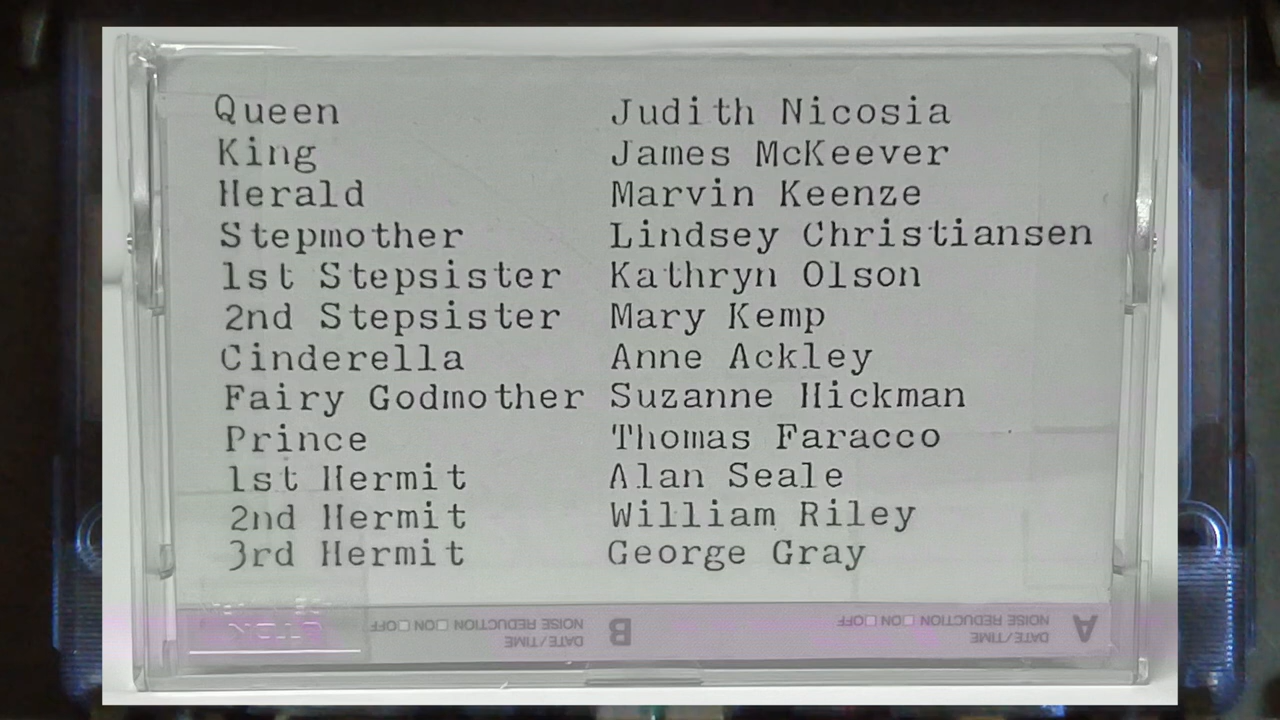 Queen Judith Nicosia
King James McKeever
Herald Marvin Keenze
Stepmother Lindsey Christiansen
1st Stepsister Kathryn Olson
2nd Stepsister Mary Kemp
Cinderella Anne Ackley
Fairy Godmother Suzanne Hickman
Prince Thomas Faracco
1st Hermit Alan Seale
2nd Hermit William Riley
3rd Hermit George Gray
A DATE/TIME
NOISE REDUCTION □ON □OFF
B DATE/TIME
NOISE REDUCTION □ON □OFF
TDK